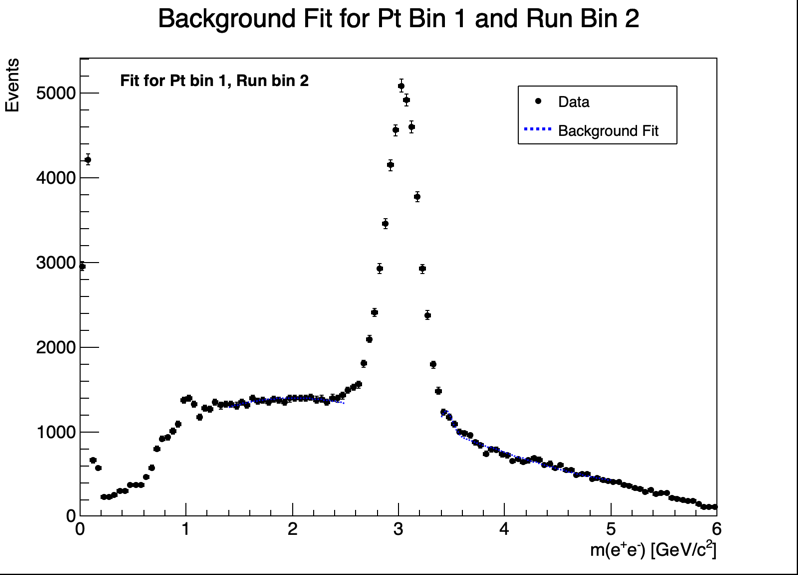 Background Fit for Pt Bin 1 and Run Bin 2
Events
Fit for Pt bin 1, Run bin 2
Data
Background Fit
5000
4000
3000
2000
1000
0
0 1 2 3 4 5 6
m(e⁺e⁻) [GeV/c²]